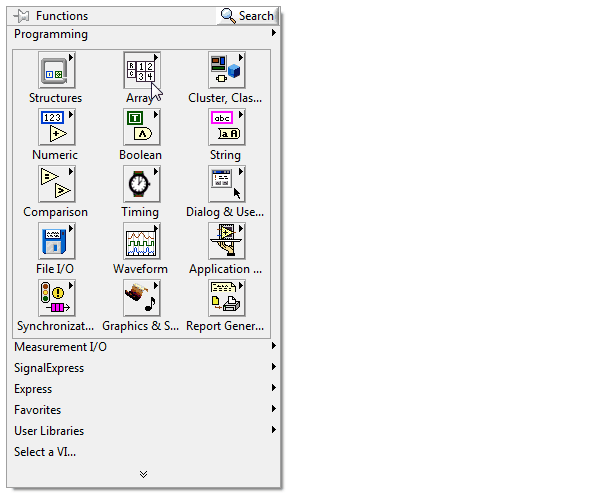 Functions Search
Programming
Structures Array Cluster, Clas...
Numeric Boolean String
Comparison Timing Dialog & Use...
File I/O Waveform Application ...
Synchronizat... Graphics & S... Report Gener...
Measurement I/O
SignalExpress
Express
Favorites
User Libraries
Select a VI...